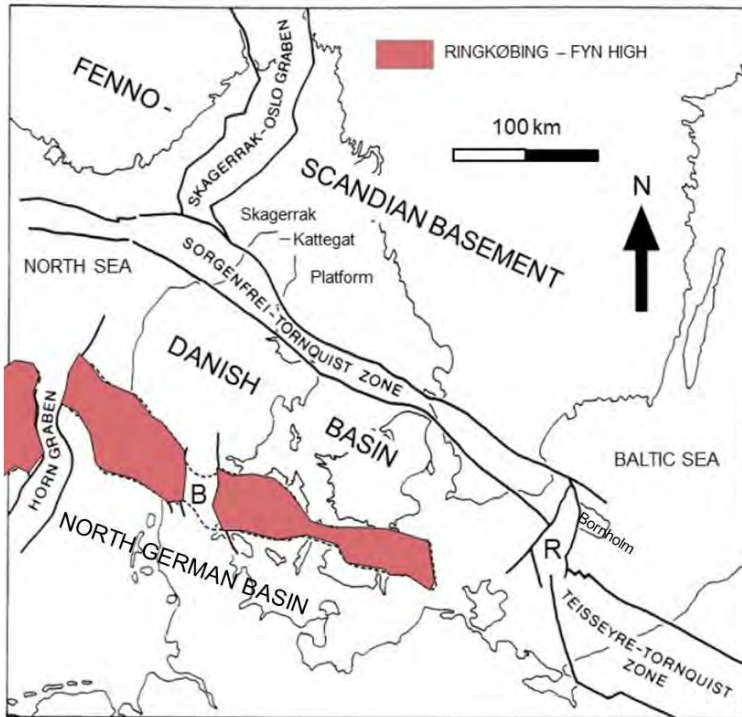 RINGKØBING – FYN HIGH
FENNO-
SKAGERRAK-OSLO GRABEN
100 km
SCANDIAN BASEMENT
N
Skagerrak
– Kattegat
Platform
NORTH SEA
SORGENFREI-TORNQUIST ZONE
DANISH
BASIN
HORN GRABEN
B
BALTIC SEA
Bornholm
R
NORTH GERMAN BASIN
TEISSEYRE-TORNQUIST
ZONE